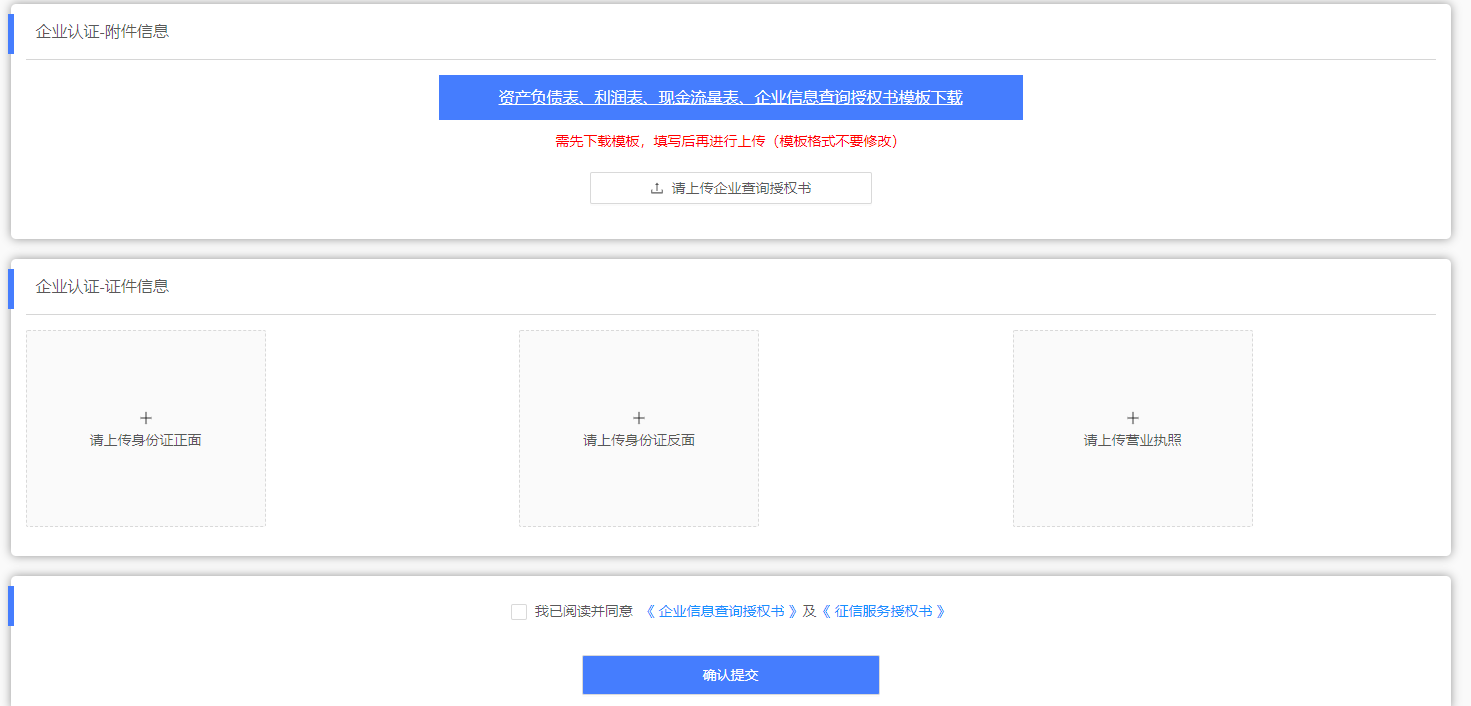 企业认证-附件信息
资产负债表、利润表、现金流量表、企业信息查询授权书模板下载
需先下载模板，填写后再进行上传（模板格式不要修改）
请上传企业查询授权书
企业认证-证件信息
请上传身份证正面
请上传身份证反面
请上传营业执照
我已阅读并同意 《 企业信息查询授权书 》及《 征信服务授权书 》
确认提交